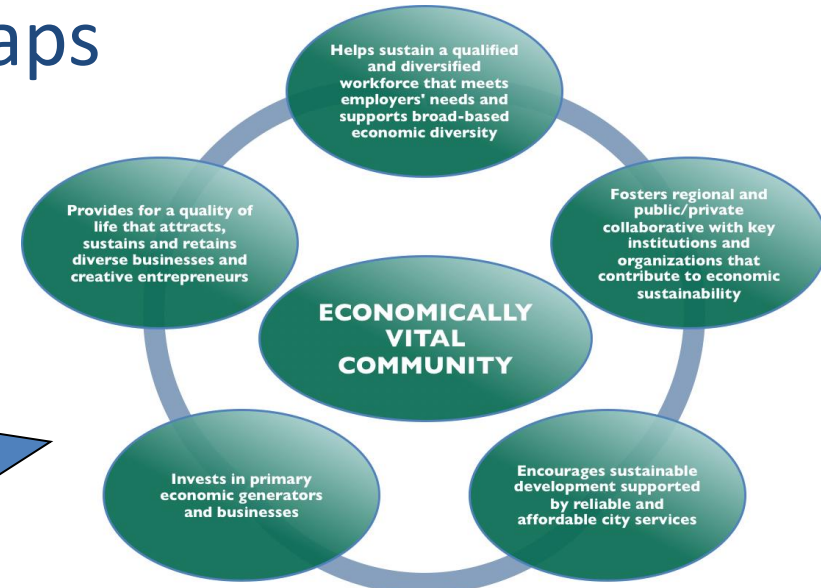 aps
Helps sustain a qualified
and diversified
workforce that meets
employers' needs and
supports broad-based
economic diversity
Provides for a quality of
life that attracts,
sustains and retains
diverse businesses and
creative entrepreneurs
Fosters regional and
public/private
collaborative with key
institutions and
organizations that
contribute to economic
sustainability
ECONOMICALLY
VITAL
COMMUNITY
Invests in primary
economic generators
and businesses
Encourages sustainable
development supported
by reliable and
affordable city services